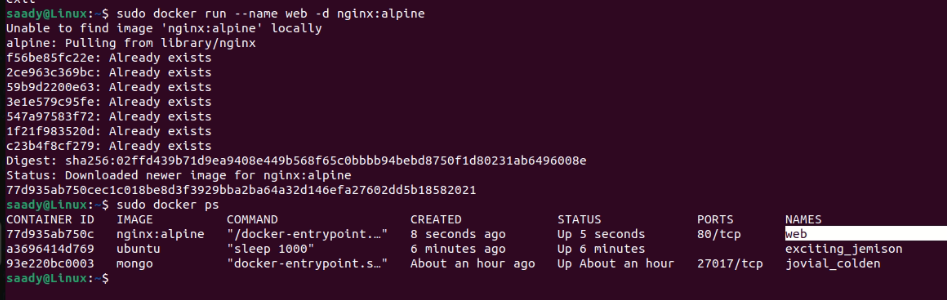 exit
saady@Linux:~$ sudo docker run --name web -d nginx:alpine
Unable to find image 'nginx:alpine' locally
alpine: Pulling from library/nginx
f56be85fc22e: Already exists
2ce963c369bc: Already exists
59b9d2200e63: Already exists
3e1e579c95fe: Already exists
547a97583f72: Already exists
1f21f983520d: Already exists
c23b4f8cf279: Already exists
Digest: sha256:02ffd439b71d9ea9408e449b568f65c0bbbb94bebd8750f1d80231ab6496008e
Status: Downloaded newer image for nginx:alpine
77d935ab750cec1c018be8d3f3929bba2ba64a32d146efa27602dd5b18582021
saady@Linux:~$ sudo docker ps
CONTAINER ID   IMAGE          COMMAND                  CREATED             STATUS             PORTS       NAMES
77d935ab750c   nginx:alpine   "/docker-entrypoint.…"   8 seconds ago       Up 5 seconds       80/tcp      web
a3696414d769   ubuntu         "sleep 1000"             6 minutes ago       Up 6 minutes                   exciting_jemison
93e220bc0003   mongo          "docker-entrypoint.s…"   About an hour ago   Up About an hour   27017/tcp   jovial_colden
saady@Linux:~$